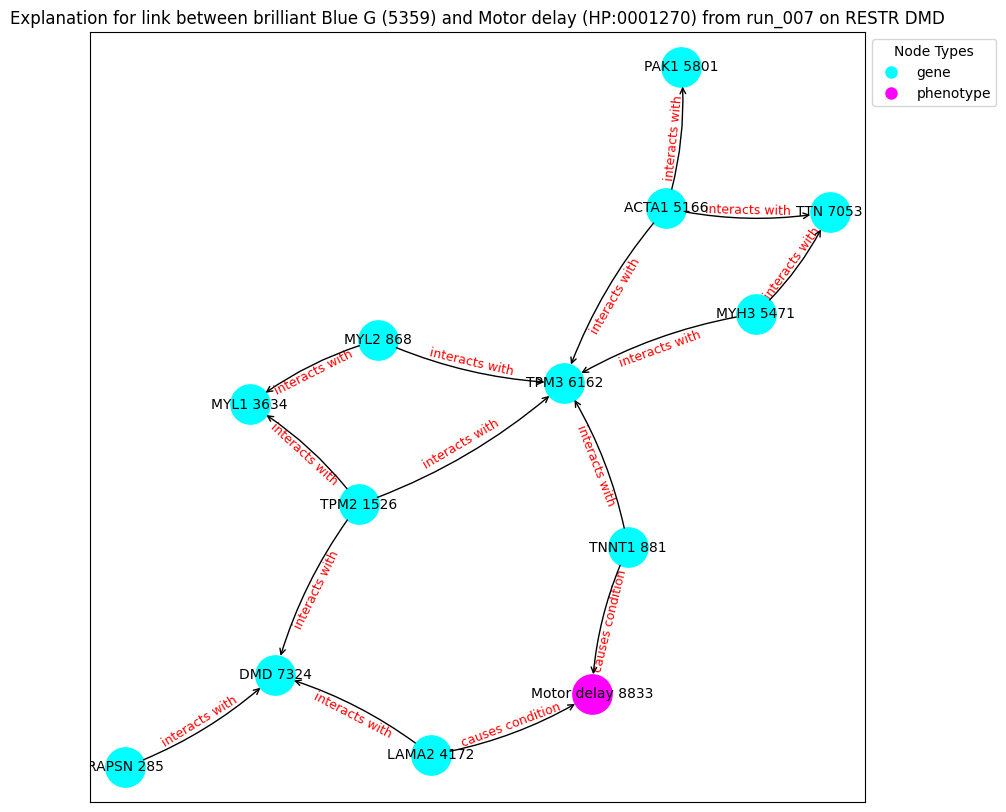 Explanation for link between brilliant Blue G (5359) and Motor delay (HP:0001270) from run_007 on RESTR DMD
Node Types
gene
phenotype
PAK1 5801
interacts with
ACTA1 5166
interacts with
TTN 7053
interacts with
interacts with
MYH3 5471
interacts with
MYL2 868
interacts with
interacts with
TPM3 6162
MYL1 3634
interacts with
interacts with
interacts with
TPM2 1526
TNNT1 881
interacts with
causes condition
DMD 7324
Motor delay 8833
interacts with
interacts with
causes condition
LAMA2 4172
RAPSN 285